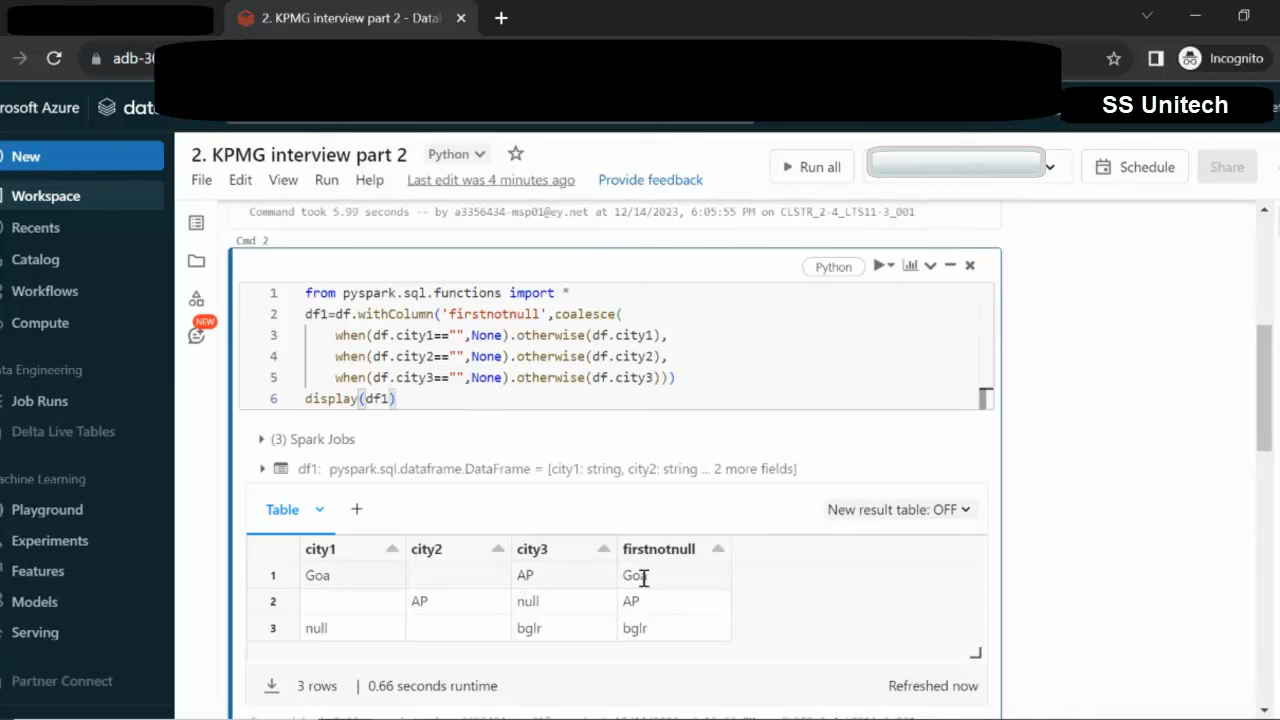 2. KPMG interview part 2 - Data
adb-30
Incognito
rosoft Azure
data
SS Unitech
New
Workspace
Recents
Catalog
Workflows
Compute
ata Engineering
Job Runs
Delta Live Tables
achine Learning
Playground
Experiments
Features
Models
Serving
Partner Connect
2. KPMG interview part 2
Python
Run all
Schedule
Share
File Edit View Run Help Last edit was 4 minutes ago Provide feedback
NEW
Command took 5.99 seconds -- by a3356434-msp01@ey.net at 12/14/2023, 6:05:55 PM on CLSTR_2-4_LTS11-3_001
Cmd 2
Python
1 from pyspark.sql.functions import *
2 df1=df.withColumn('firstnotnull',coalesce(
3 when(df.city1=="",None).otherwise(df.city1),
4 when(df.city2=="",None).otherwise(df.city2),
5 when(df.city3=="",None).otherwise(df.city3)))
6 display(df1)
(3) Spark Jobs
df1: pyspark.sql.dataframe.DataFrame = [city1: string, city2: string ... 2 more fields]
Table + New result table: OFF
city1 city2 city3 firstnotnull
1 Goa AP Goa
2 AP null AP
3 null bglr bglr
3 rows | 0.66 seconds runtime Refreshed now